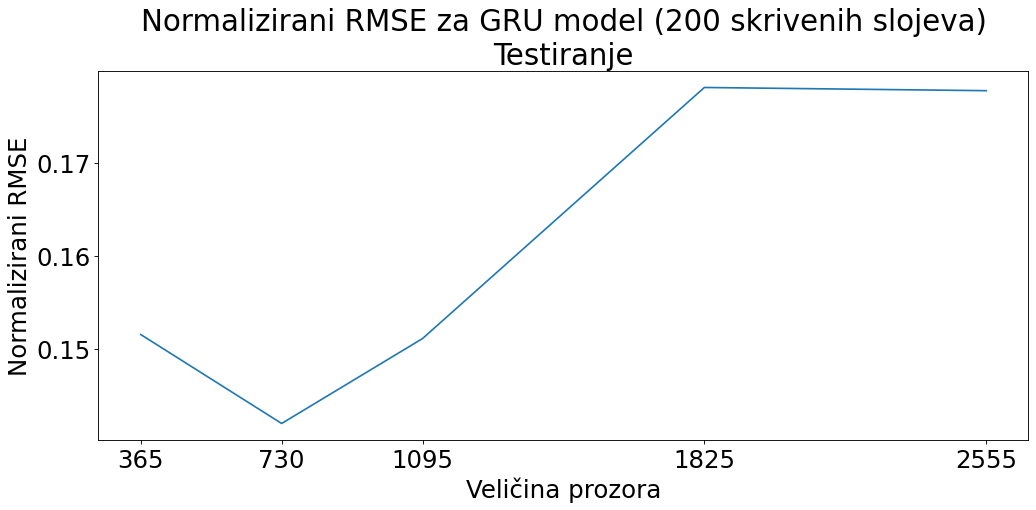 Normalizirani RMSE za GRU model (200 skrivenih slojeva)
Testiranje
Normalizirani RMSE
0.17
0.16
0.15
365 730 1095 1825 2555
Veličina prozora